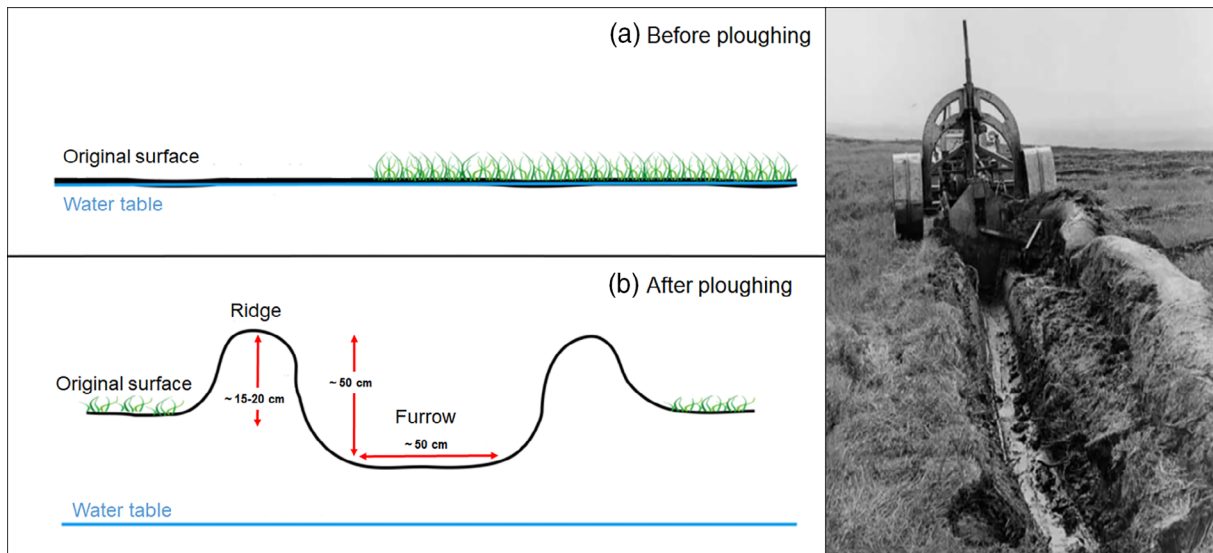 (a) Before ploughing
Original surface
Water table
(b) After ploughing
Ridge
Original surface
~ 15-20 cm
~ 50 cm
Furrow
~ 50 cm
Water table